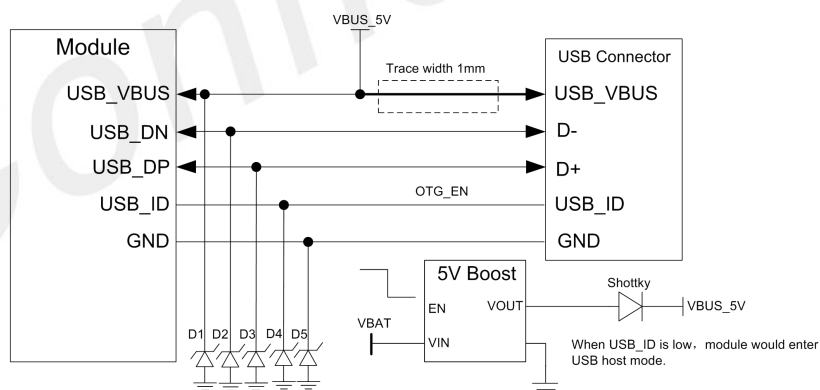 VBUS_5V
Module
USB Connector
Trace width 1mm
USB_VBUS
USB_VBUS
USB_DN
D-
USB_DP
D+
USB_ID
OTG_EN
USB_ID
GND
GND
5V Boost
Shottky
EN
VOUT
VBUS_5V
VBAT
VIN
D1 D2 D3 D4 D5
When USB_ID is low，module would enter
USB host mode.